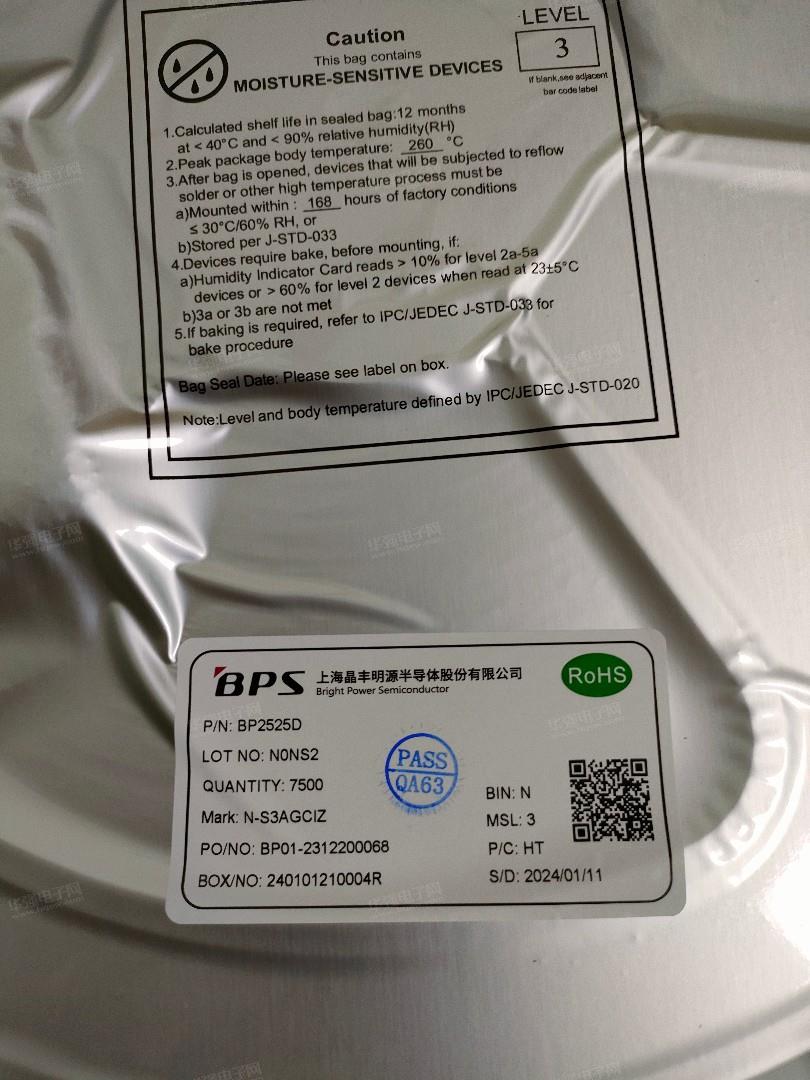 Caution
This bag contains
MOISTURE-SENSITIVE DEVICES
LEVEL
3
If blank,see adjacent
bar code label
1.Calculated shelf life in sealed bag:12 months
at < 40°C and < 90% relative humidity(RH)
2.Peak package body temperature: 260 °C
3.After bag is opened, devices that will be subjected to reflow
solder or other high temperature process must be
a)Mounted within : 168 hours of factory conditions
≤ 30°C/60% RH, or
b)Stored per J-STD-033
4.Devices require bake, before mounting, if:
a)Humidity Indicator Card reads > 10% for level 2a-5a
devices or > 60% for level 2 devices when read at 23±5°C
b)3a or 3b are not met
5.If baking is required, refer to IPC/JEDEC J-STD-033 for
bake procedure
Bag Seal Date: Please see label on box.
Note:Level and body temperature defined by IPC/JEDEC J-STD-020
BPS 上海晶丰明源半导体股份有限公司
Bright Power Semiconductor
RoHS
P/N: BP2525D
LOT NO: N0NS2
QUANTITY: 7500
Mark: N-S3AGCIZ
PO/NO: BP01-2312200068
BOX/NO: 240101210004R
PASS
QA63
BIN: N
MSL: 3
P/C: HT
S/D: 2024/01/11
华强电子网